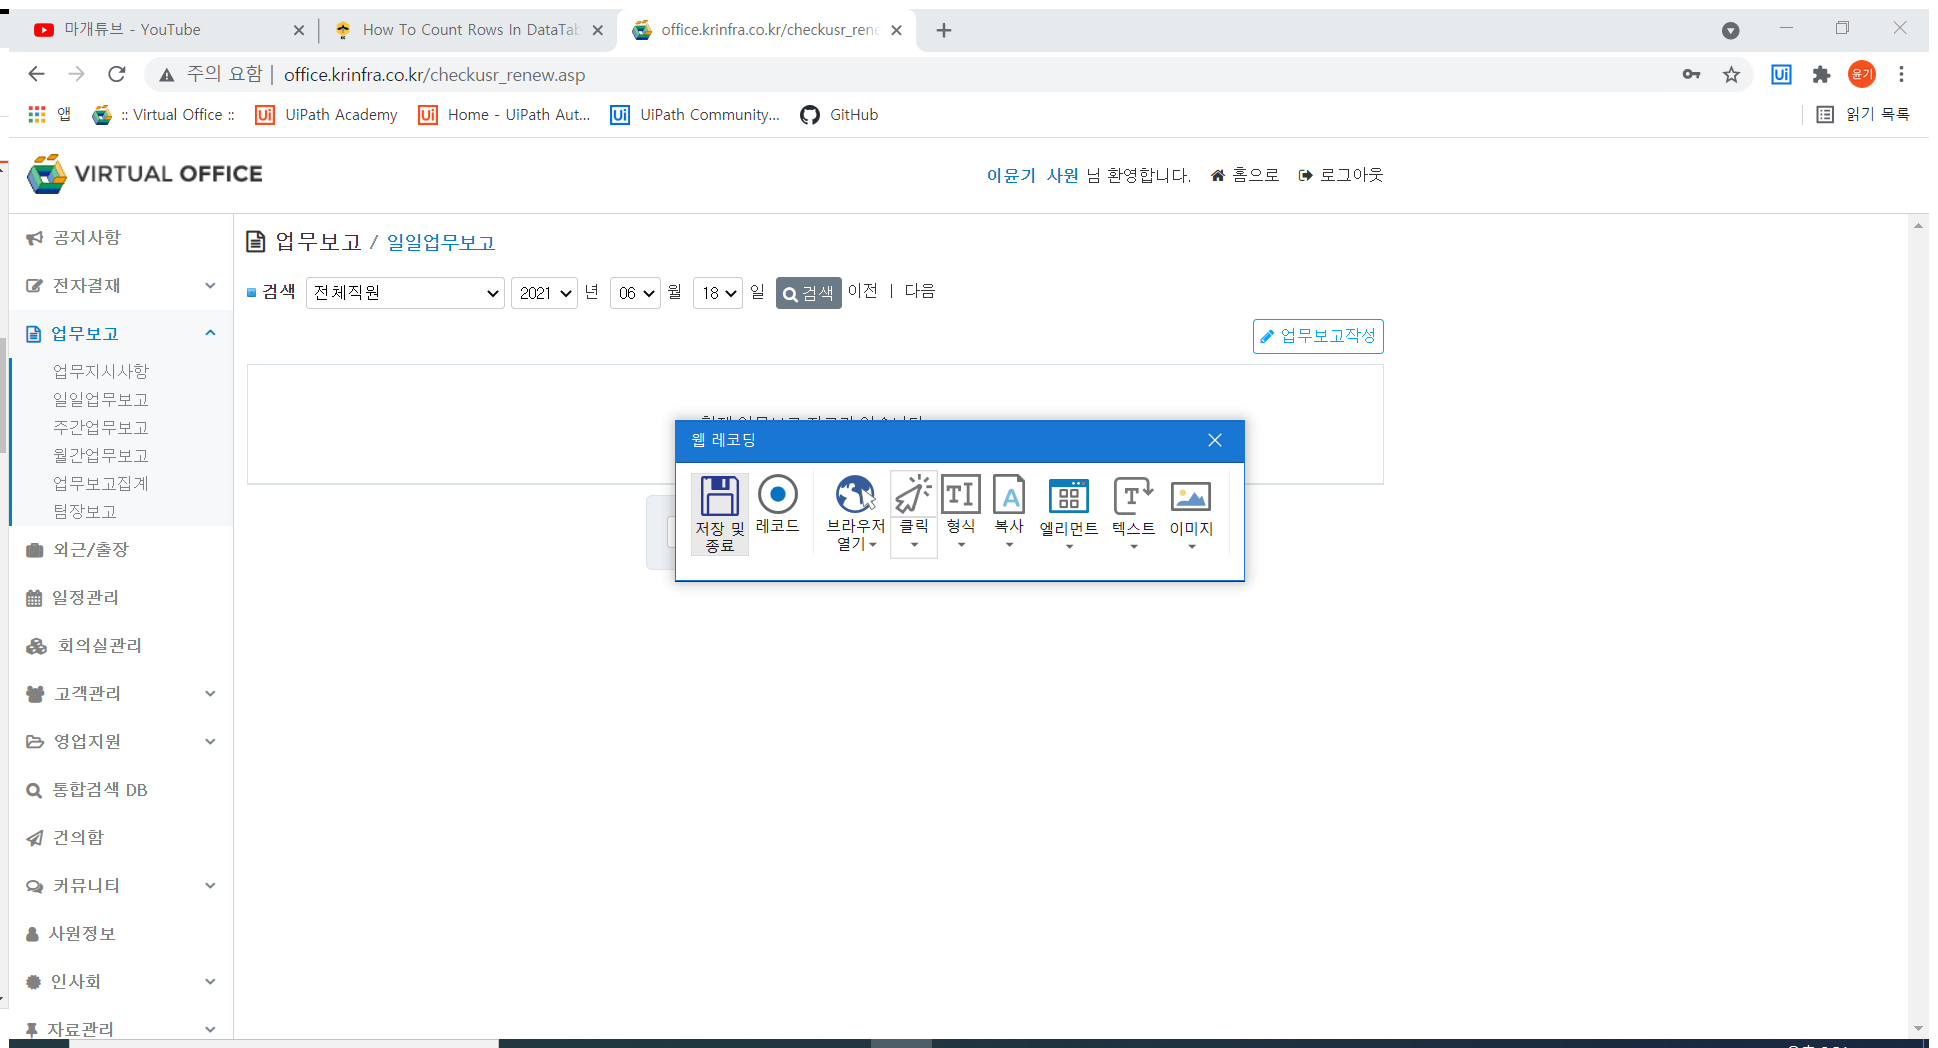 마개튜브 - YouTube
How To Count Rows In DataTab
office.krinfra.co.kr/checkusr_rene
주의 요함 | office.krinfra.co.kr/checkusr_renew.asp
윤기
앱
:: Virtual Office ::
UiPath Academy
Home - UiPath Aut...
UiPath Community...
GitHub
읽기 목록
VIRTUAL OFFICE
이윤기 사원 님 환영합니다. 홈으로 로그아웃
공지사항
전자결재
업무보고
업무지시사항
일일업무보고
주간업무보고
월간업무보고
업무보고집계
팀장보고
외근/출장
일정관리
회의실관리
고객관리
영업지원
통합검색 DB
건의함
커뮤니티
사원정보
인사회
자료관리
업무보고 / 일일업무보고
검색 전체직원 2021 년 06 월 18 일 검색 이전 | 다음
업무보고작성
웹 레코딩
저장 및 종료
레코드
브라우저 열기
클릭
형식
복사
엘리먼트
텍스트
이미지